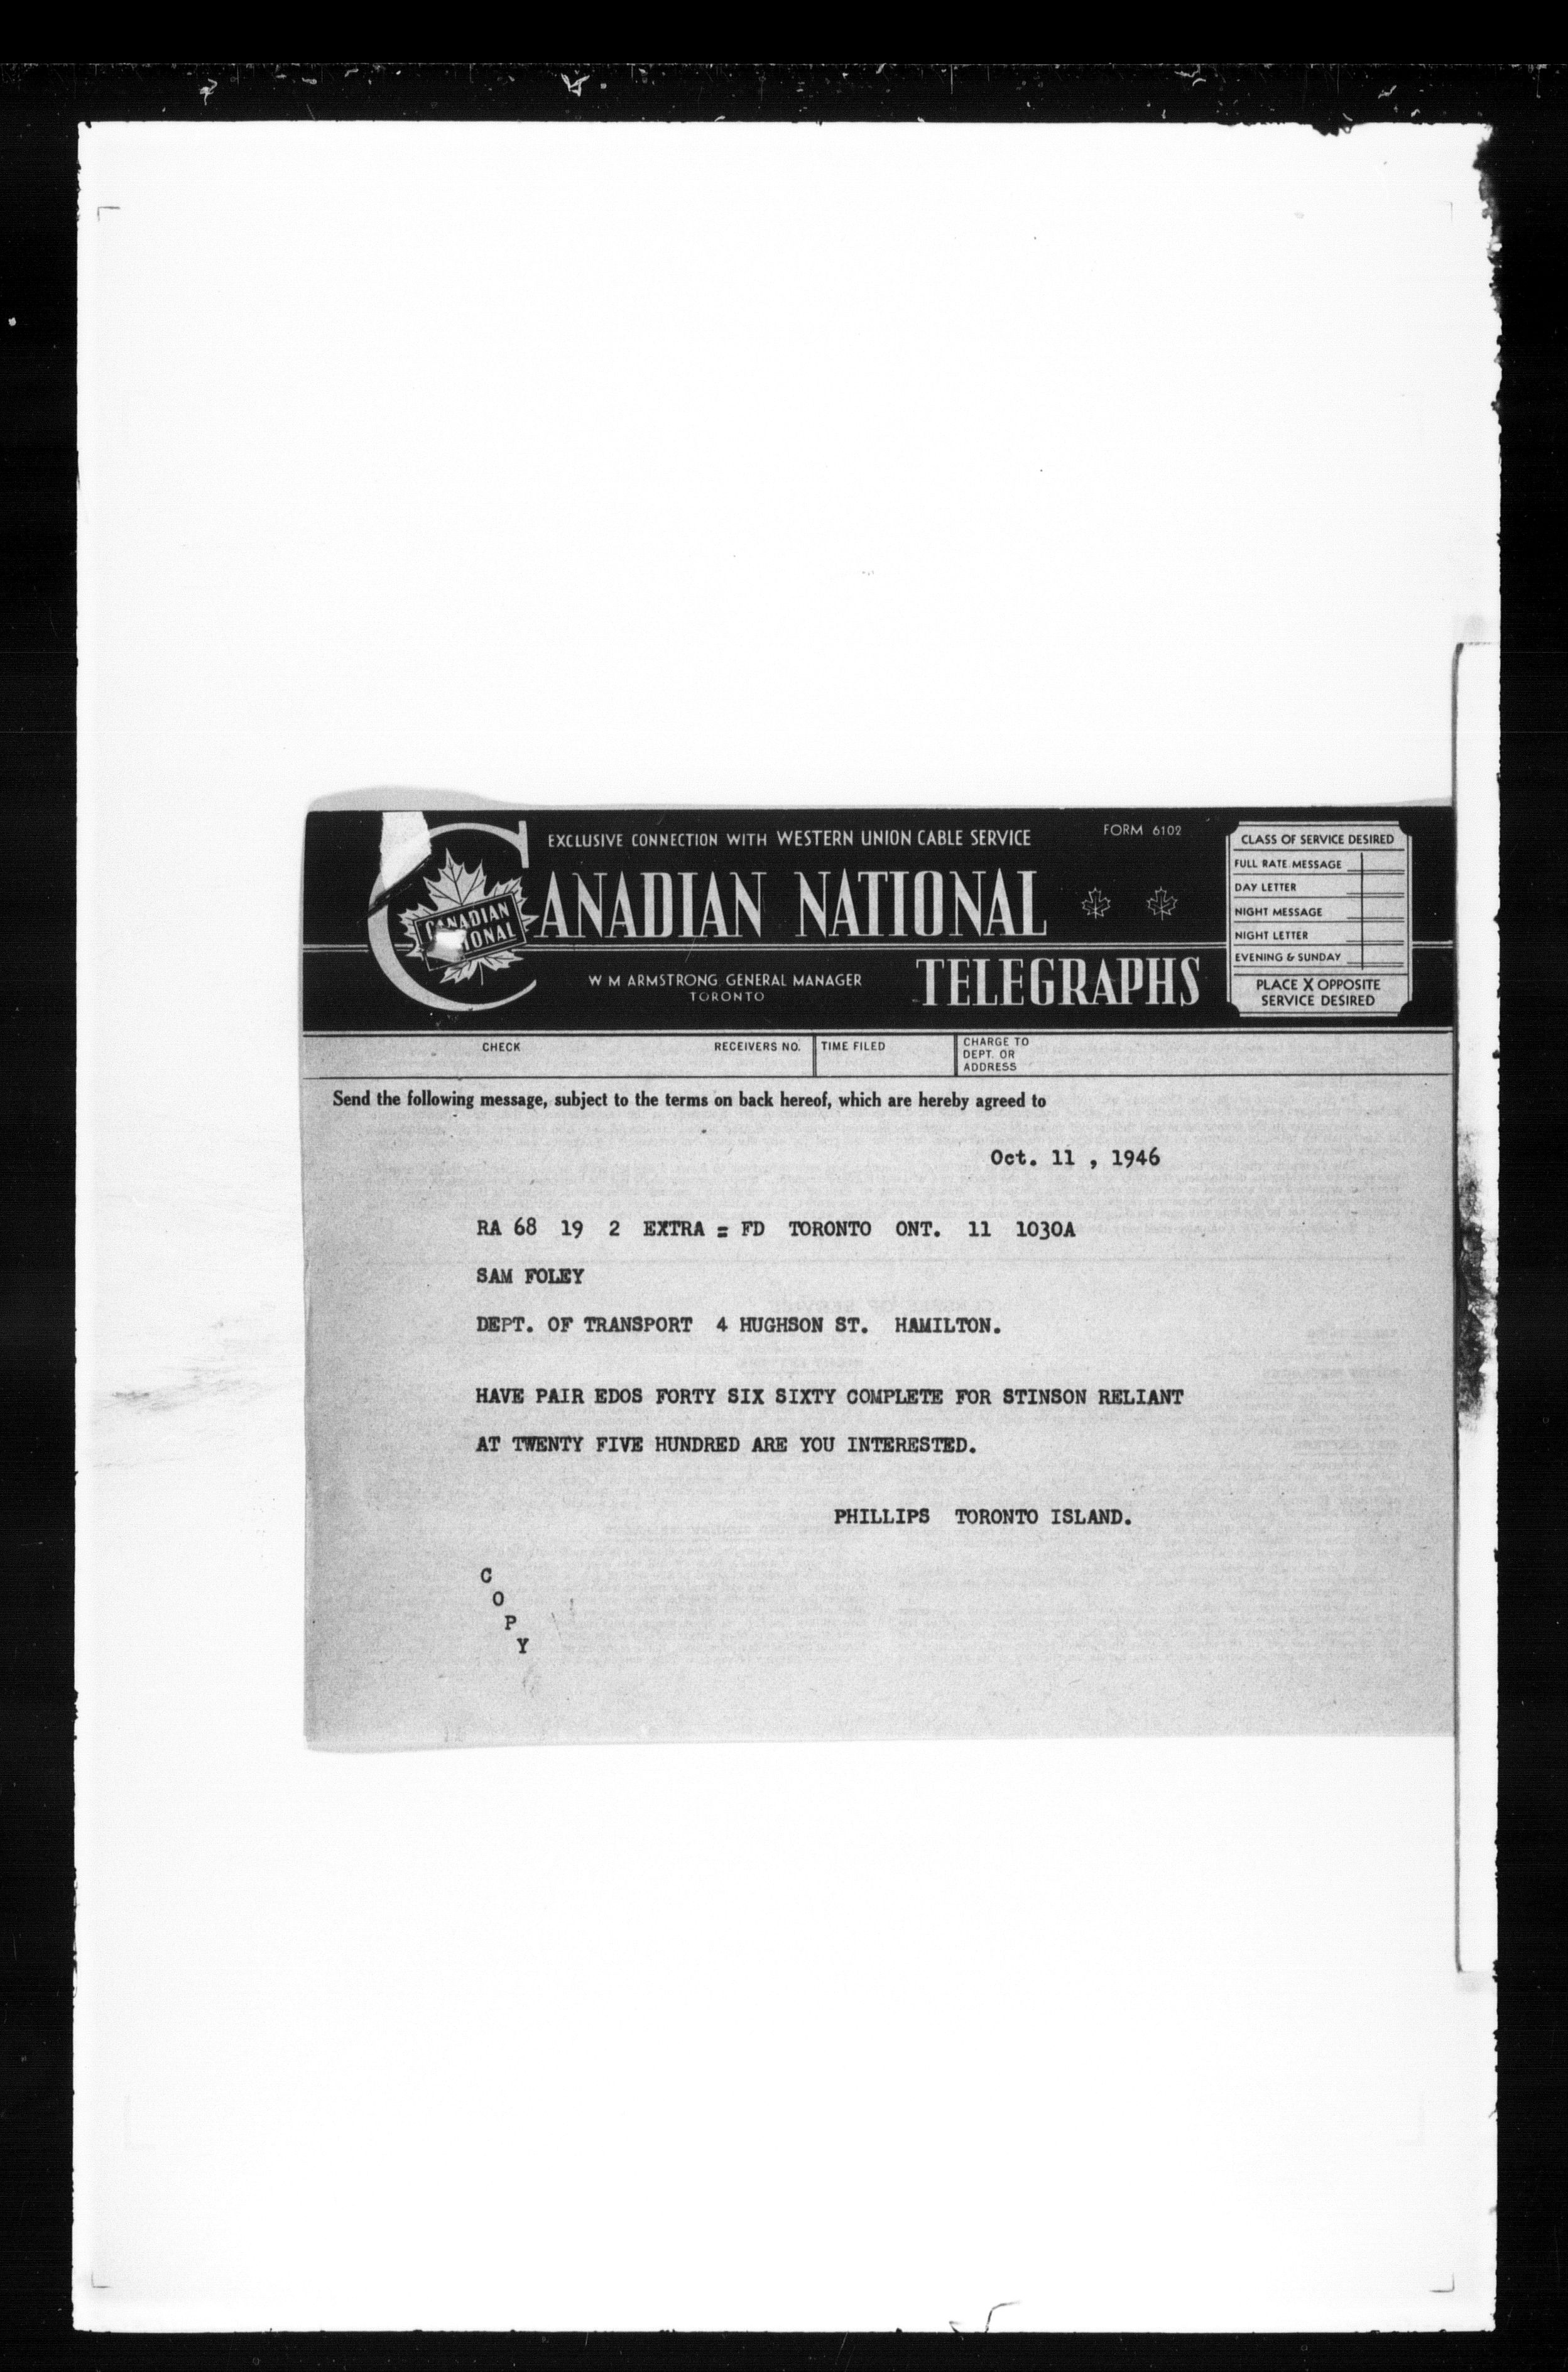 EXCLUSIVE CONNECTION WITH WESTERN UNION CABLE SERVICE
FORM 6102
CANADIAN NATIONAL
CANADIAN NATIONAL
TELEGRAPHS
W M ARMSTRONG, GENERAL MANAGER
TORONTO
CLASS OF SERVICE DESIRED
FULL RATE MESSAGE
DAY LETTER
NIGHT MESSAGE
NIGHT LETTER
EVENING & SUNDAY
PLACE X OPPOSITE
SERVICE DESIRED
CHECK
RECEIVERS NO.
TIME FILED
CHARGE TO
DEPT. OR
ADDRESS
Send the following message, subject to the terms on back hereof, which are hereby agreed to
Oct. 11 , 1946
RA 68 19 2 EXTRA = FD TORONTO ONT. 11 1030A
SAM FOLEY
DEPT. OF TRANSPORT 4 HUGHSON ST. HAMILTON.
HAVE PAIR EDOS FORTY SIX SIXTY COMPLETE FOR STINSON RELIANT
AT TWENTY FIVE HUNDRED ARE YOU INTERESTED.
PHILLIPS TORONTO ISLAND.
C
O
P
Y